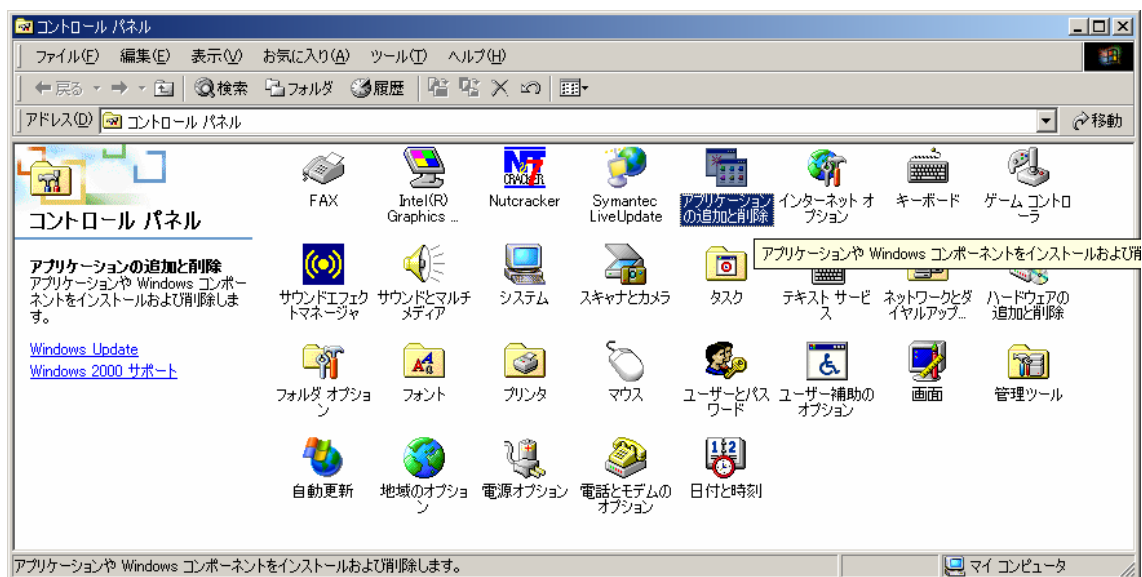 コントロール パネル
ファイル(F) 編集(E) 表示(V) お気に入り(A) ツール(T) ヘルプ(H)
戻る 検索 フォルダ 履歴
アドレス(D) コントロール パネル 移動
コントロール パネル
アプリケーションの追加と削除
アプリケーションや Windows コンポー
ネントをインストールおよび削除しま
す。
Windows Update
Windows 2000 サポート
FAX
Intel(R)
Graphics ...
NT 7
CRACKER
Nutcracker
Symantec
LiveUpdate
アプリケーション
の追加と削除
インターネット オ
プション
キーボード
ゲーム コントロ
ーラ
アプリケーションや Windows コンポーネントをインストールおよび削
サウンドエフェク
トマネージャ
サウンドとマルチ
メディア
システム
スキャナとカメラ
タスク
テキスト サービ
ス
ネットワークとダ
イヤルアップ...
ハードウェアの
追加と削除
フォルダ オプショ
ン
フォント
プリンタ
マウス
ユーザーとパス
ワード
ユーザー補助の
オプション
画面
管理ツール
自動更新
地域のオプショ
ン
電源オプション
電話とモデムの
オプション
日付と時刻
アプリケーションや Windows コンポーネントをインストールおよび削除します。
マイ コンピュータ